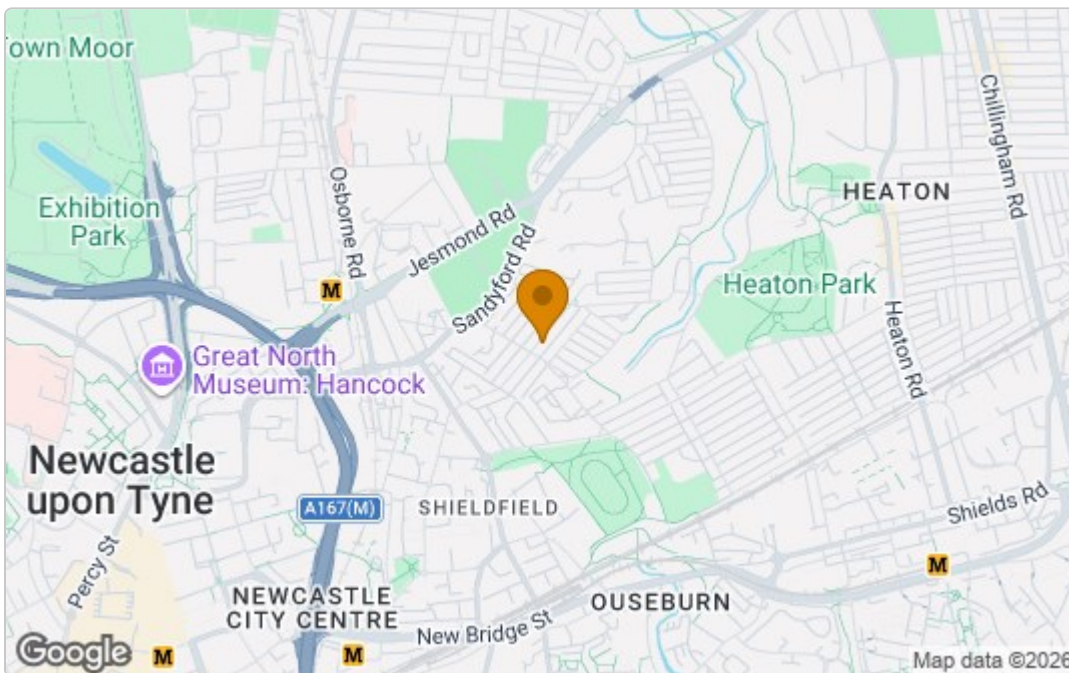 Town Moor
Exhibition
Park
Osborne Rd
Jesmond Rd
Sandyford Rd
HEATON
Chillingham Rd
Heaton Park
Heaton Rd
M
Great North
Museum: Hancock
Newcastle
upon Tyne
A167(M)
SHIELDFIELD
Shields Rd
Percy St
M
NEWCASTLE
CITY CENTRE
OUSEBURN
New Bridge St
M
M
Google
Map data ©2026